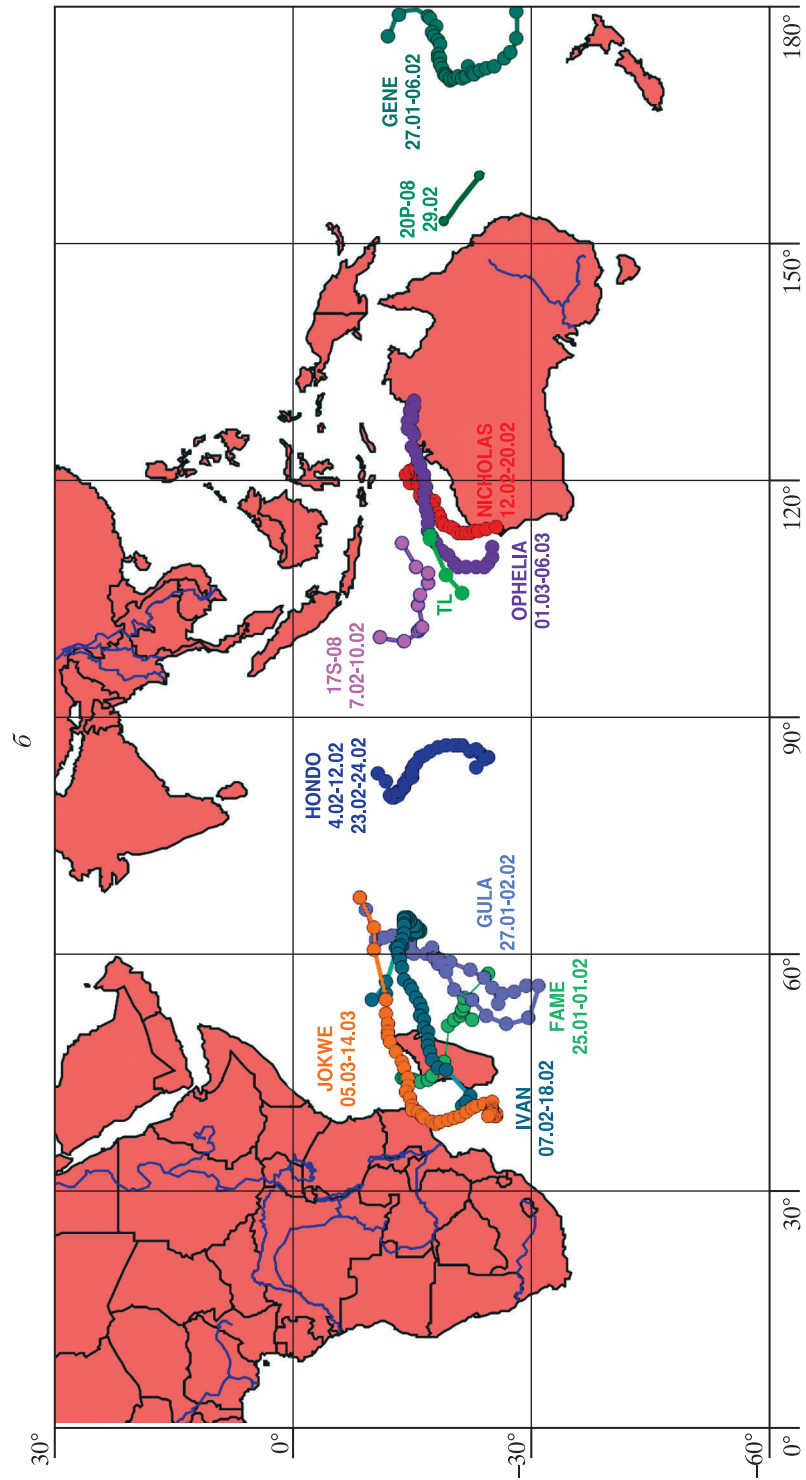 б
30°
0°
−30°
−60°
JOKWE
05.03-14.03
IVAN
07.02-18.02
FAME
25.01-01.02
GULA
27.01-02.02
HONDO
4.02-12.02
23.02-24.02
17S-08
7.02-10.02
TL
OPHELIA
01.03-06.03
NICHOLAS
12.02-20.02
20P-08
29.02
GENE
27.01-06.02
0°
30°
60°
90°
120°
150°
180°